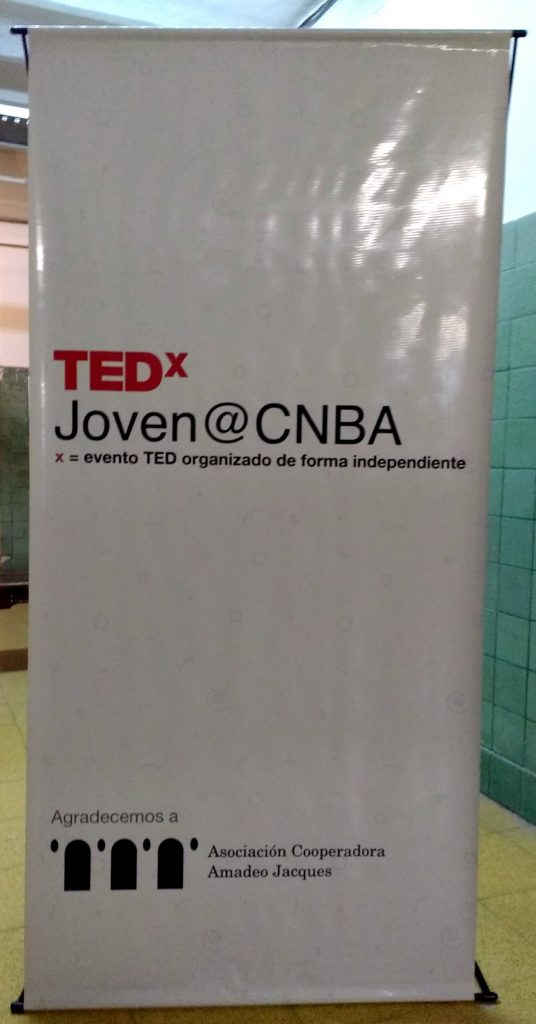 TEDx
Joven@CNBA
x = evento TED organizado de forma independiente
Agradecemos a
Asociación Cooperadora
Amadeo Jacques